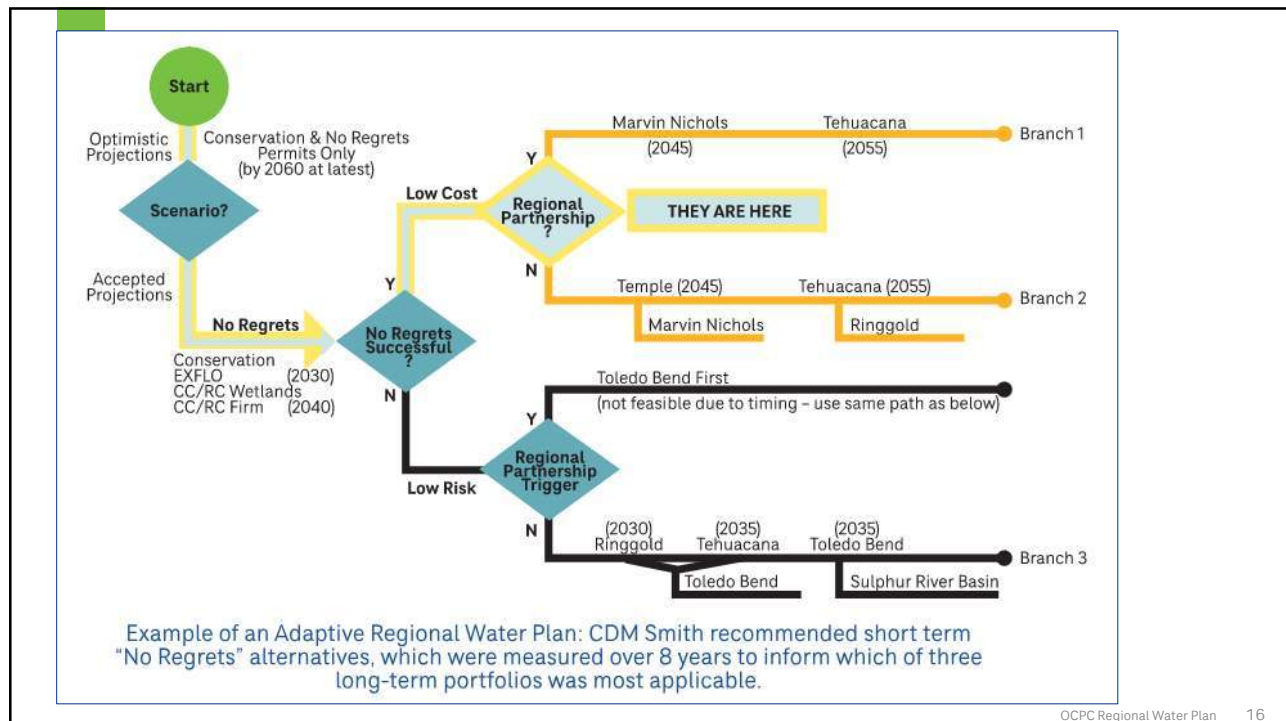 Start
Optimistic
Projections
Conservation & No Regrets
Permits Only
(by 2060 at latest)
Scenario?
Accepted
Projections
No Regrets
Conservation
EXFLO (2030)
CC/RC Wetlands
CC/RC Firm (2040)
Y
No Regrets
Successful
?
N
Low Cost
Regional
Partnership
?
THEY ARE HERE
Y
Marvin Nichols
(2045)
Tehuacana
(2055)
Branch 1
N
Temple (2045)
Tehuacana (2055)
Branch 2
Marvin Nichols
Ringgold
Low Risk
Regional
Partnership
Trigger
Y
Toledo Bend First
(not feasible due to timing – use same path as below)
N
(2030)
Ringgold
(2035)
Tehuacana
(2035)
Toledo Bend
Branch 3
Toledo Bend
Sulphur River Basin
Example of an Adaptive Regional Water Plan: CDM Smith recommended short term
“No Regrets” alternatives, which were measured over 8 years to inform which of three
long-term portfolios was most applicable.
OCPC Regional Water Plan 16